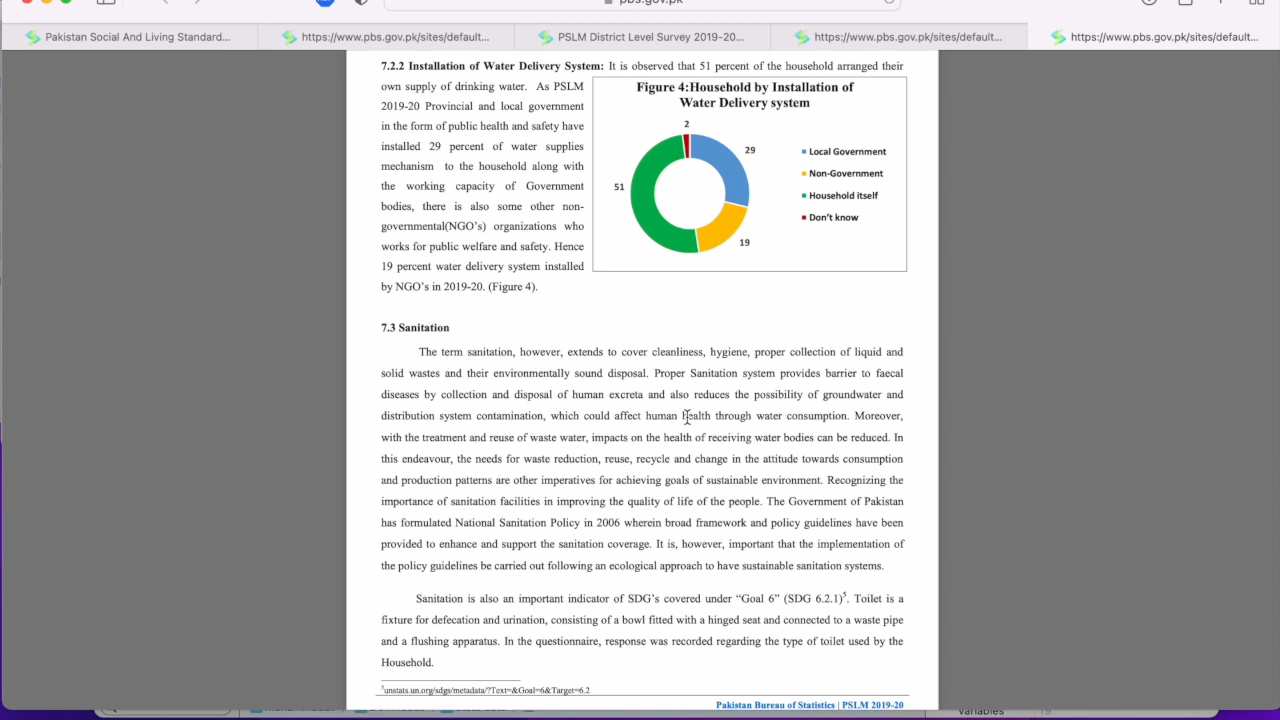 pbs.gov.pk
Pakistan Social And Living Standard...
https://www.pbs.gov.pk/sites/default...
PSLM District Level Survey 2019-20...
https://www.pbs.gov.pk/sites/default...
https://www.pbs.gov.pk/sites/default...
7.2.2 Installation of Water Delivery System: It is observed that 51 percent of the household arranged their
own supply of drinking water. As PSLM
2019-20 Provincial and local government
in the form of public health and safety have
installed 29 percent of water supplies
mechanism to the household along with
the working capacity of Government
bodies, there is also some other non-
governmental(NGO's) organizations who
works for public welfare and safety. Hence
19 percent water delivery system installed
by NGO's in 2019-20. (Figure 4).
Figure 4:Household by Installation of
Water Delivery system
2
29
51
19
Local Government
Non-Government
Household itself
Don't know
7.3 Sanitation
The term sanitation, however, extends to cover cleanliness, hygiene, proper collection of liquid and
solid wastes and their environmentally sound disposal. Proper Sanitation system provides barrier to faecal
diseases by collection and disposal of human excreta and also reduces the possibility of groundwater and
distribution system contamination, which could affect human health through water consumption. Moreover,
with the treatment and reuse of waste water, impacts on the health of receiving water bodies can be reduced. In
this endeavour, the needs for waste reduction, reuse, recycle and change in the attitude towards consumption
and production patterns are other imperatives for achieving goals of sustainable environment. Recognizing the
importance of sanitation facilities in improving the quality of life of the people. The Government of Pakistan
has formulated National Sanitation Policy in 2006 wherein broad framework and policy guidelines have been
provided to enhance and support the sanitation coverage. It is, however, important that the implementation of
the policy guidelines be carried out following an ecological approach to have sustainable sanitation systems.
Sanitation is also an important indicator of SDG's covered under “Goal 6” (SDG 6.2.1)5. Toilet is a
fixture for defecation and urination, consisting of a bowl fitted with a hinged seat and connected to a waste pipe
and a flushing apparatus. In the questionnaire, response was recorded regarding the type of toilet used by the
Household.
5unstats.un.org/sdgs/metadata/?Text=&Goal=6&Target=6.2
Pakistan Bureau of Statistics | PSLM 2019-20
Variables
19